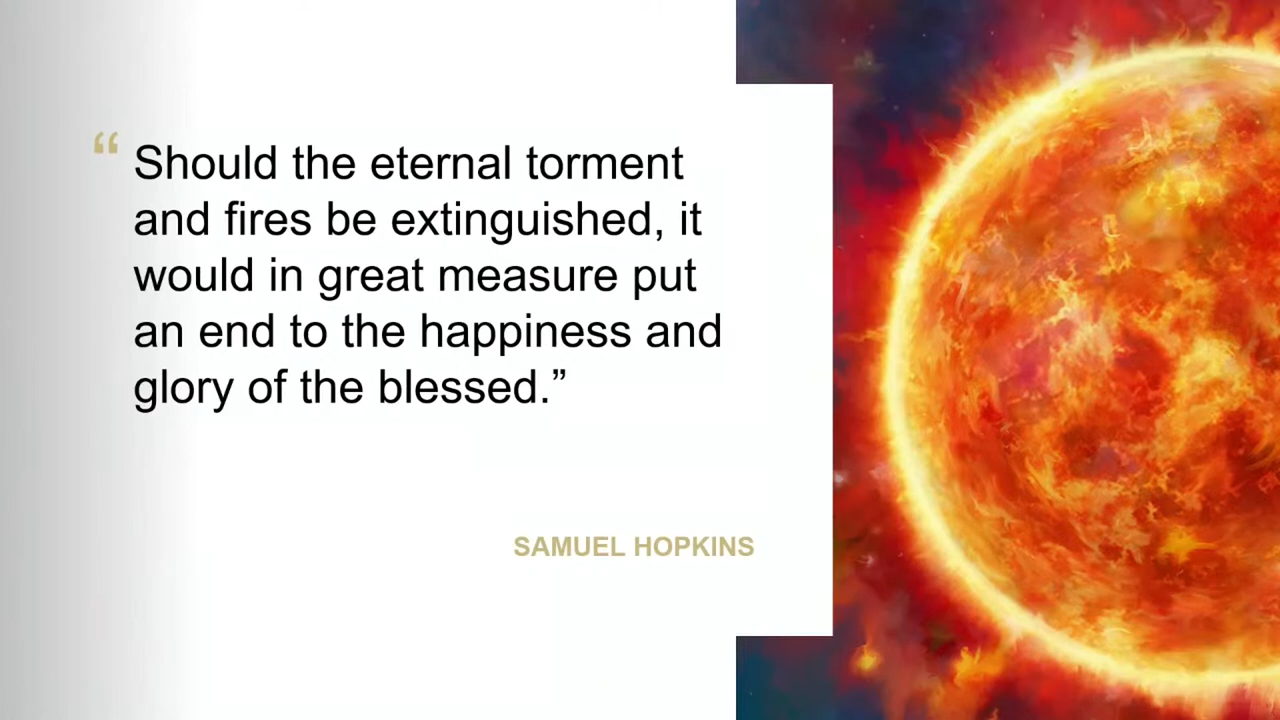 “Should the eternal torment
and fires be extinguished, it
would in great measure put
an end to the happiness and
glory of the blessed.”
SAMUEL HOPKINS